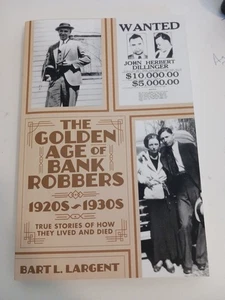 WANTED
JOHN HERBERT
DILLINGER
$10,000.00
$5,000.00
THE
GOLDEN
AGE OF
BANK
ROBBERS
1920S – 1930S
TRUE STORIES OF HOW
THEY LIVED AND DIED
BART L. LARGENT